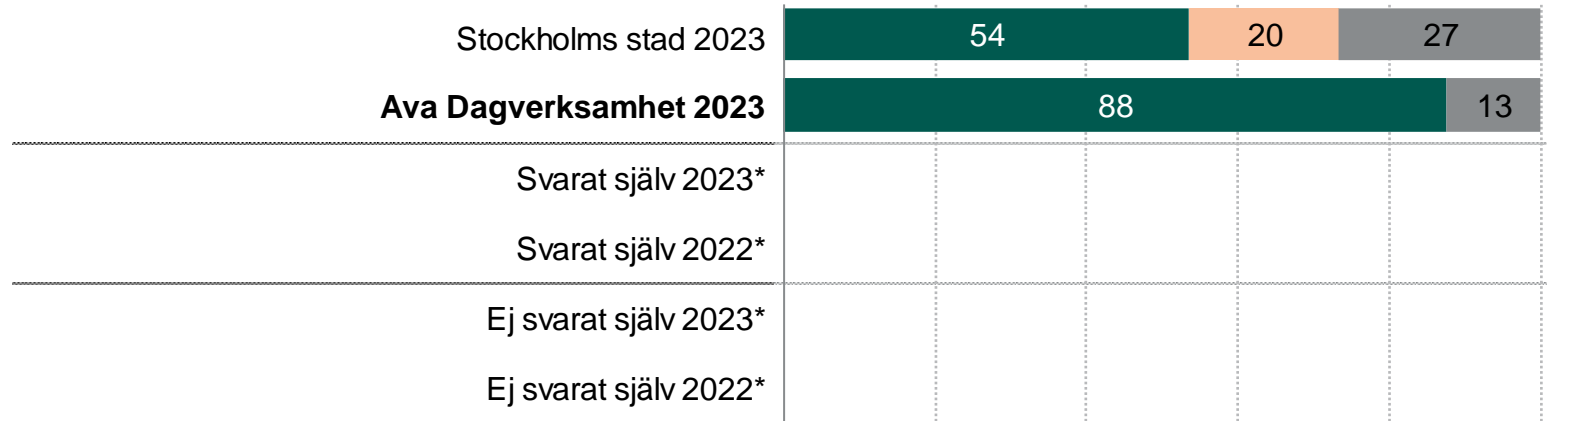 Stockholms stad 2023 54 20 27
Ava Dagverksamhet 2023 88 13
Svarat själv 2023*
Svarat själv 2022*
Ej svarat själv 2023*
Ej svarat själv 2022*